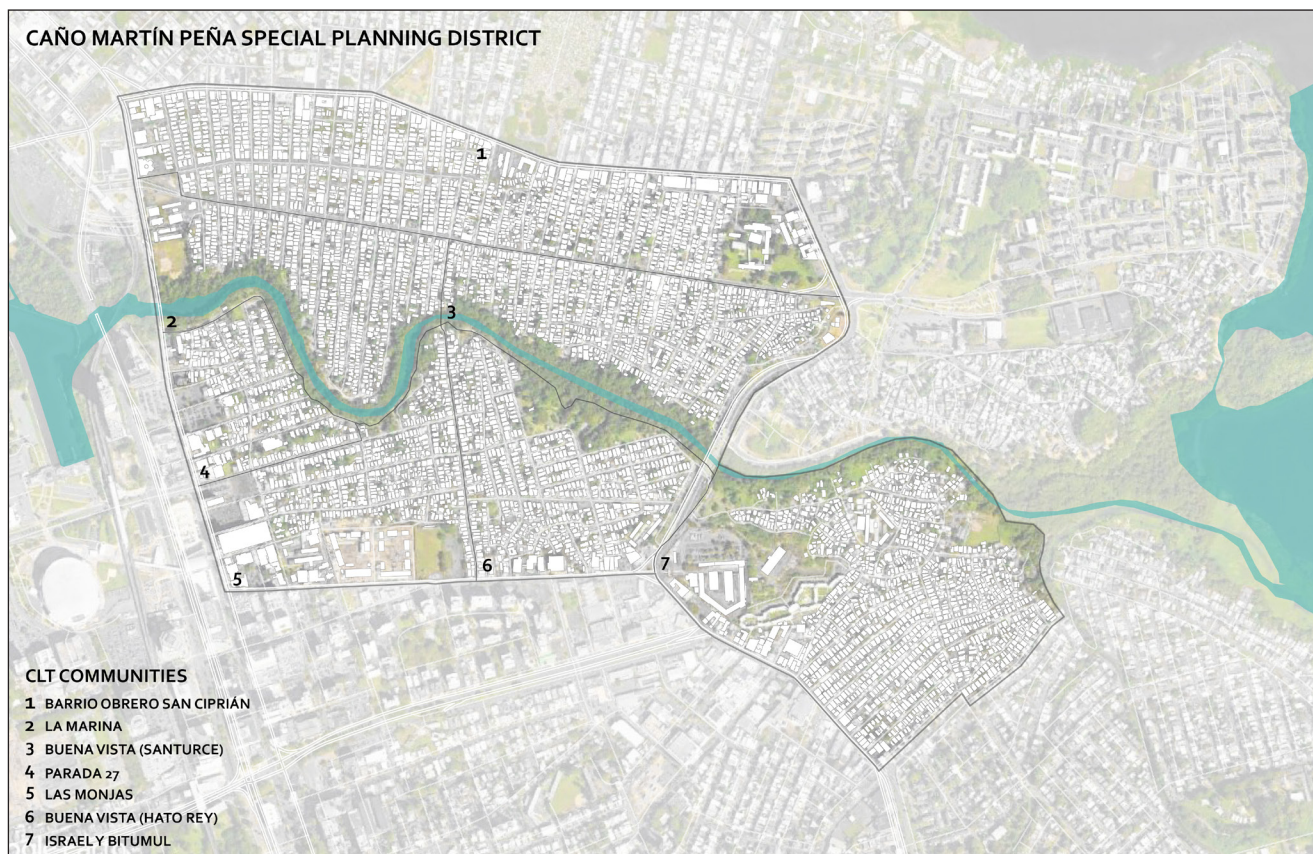 CAÑO MARTÍN PEÑA SPECIAL PLANNING DISTRICT
1
3
2
4
6
7
5
CLT COMMUNITIES
1 BARRIO OBRERO SAN CIPRIÁN
2 LA MARINA
3 BUENA VISTA (SANTURCE)
4 PARADA 27
5 LAS MONJAS
6 BUENA VISTA (HATO REY)
7 ISRAEL Y BITUMUL